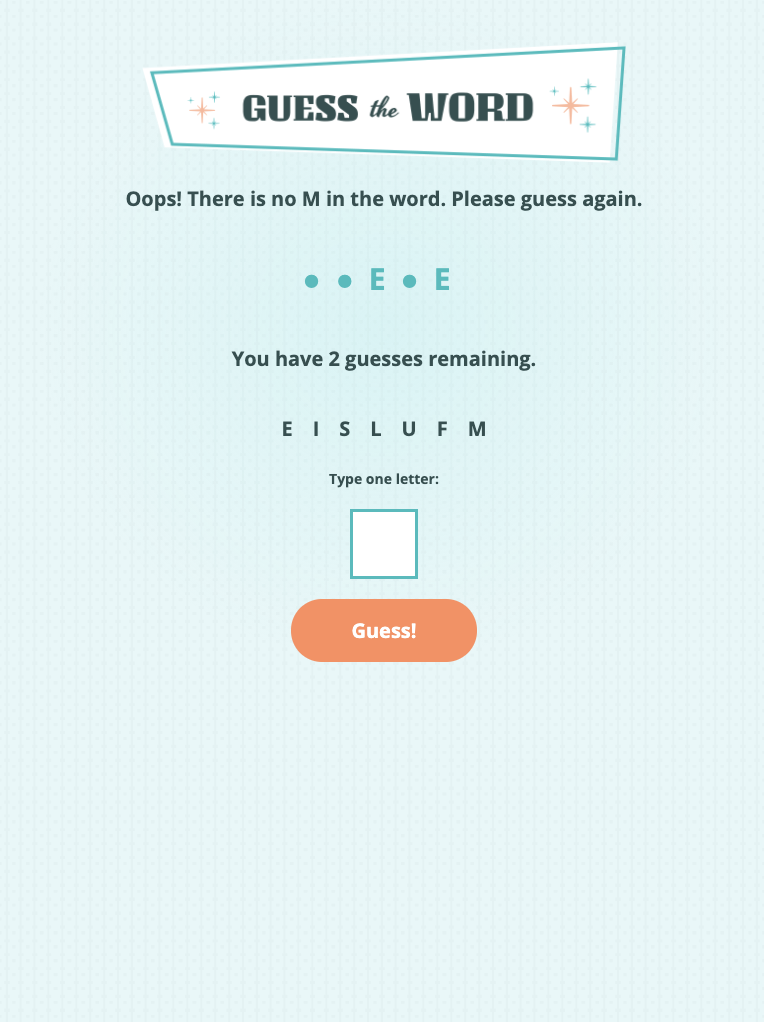 GUESS the WORD
Oops! There is no M in the word. Please guess again.
● ● E ● E
You have 2 guesses remaining.
E I S L U F M
Type one letter:
Guess!